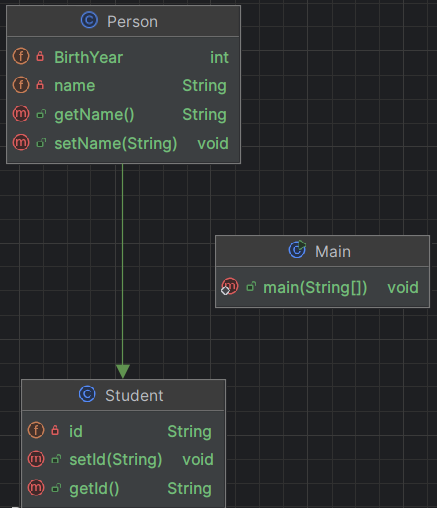 Person
BirthYear int
name String
getName() String
setName(String) void
Main
main(String[]) void
Student
id String
setId(String) void
getId() String